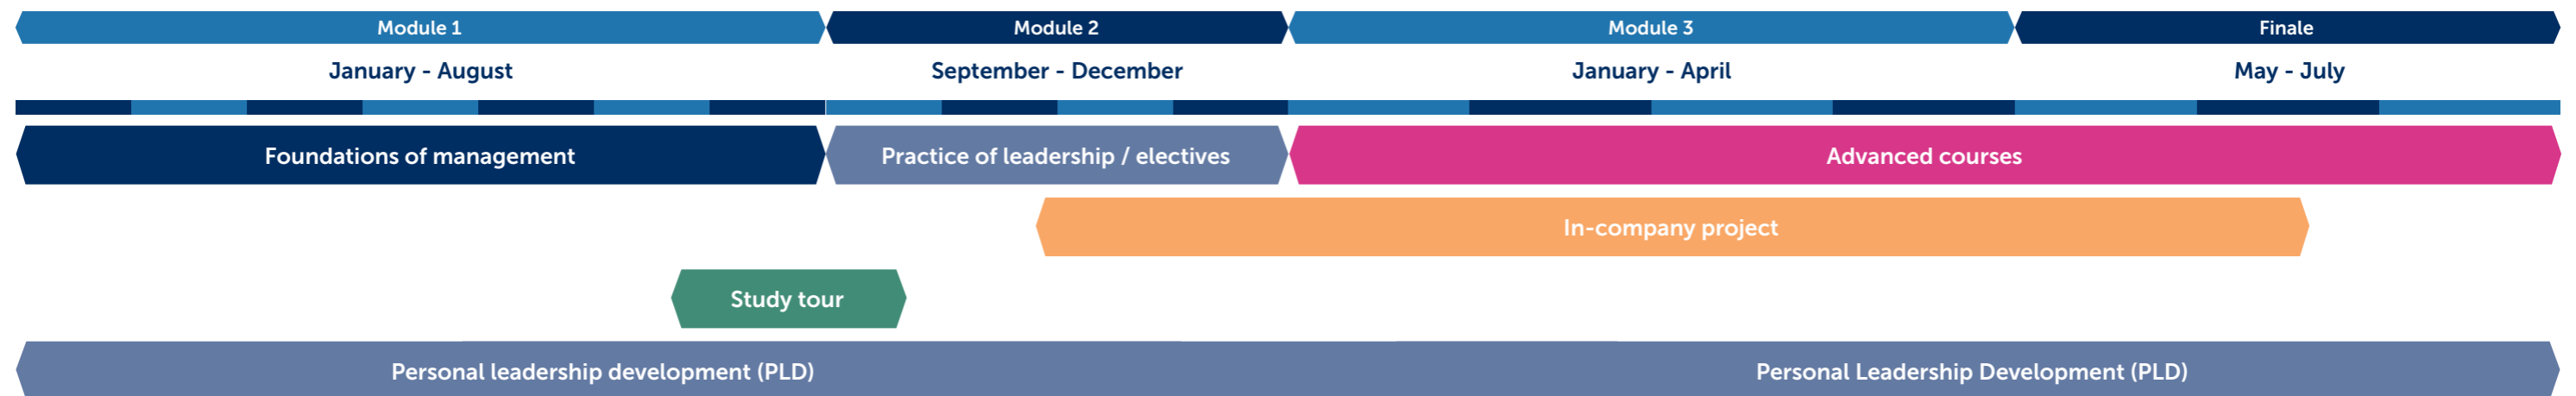 Module 1
Module 2
Module 3
Finale
January - August
September - December
January - April
May - July
Foundations of management
Practice of leadership / electives
Advanced courses
In-company project
Study tour
Personal leadership development (PLD)
Personal Leadership Development (PLD)